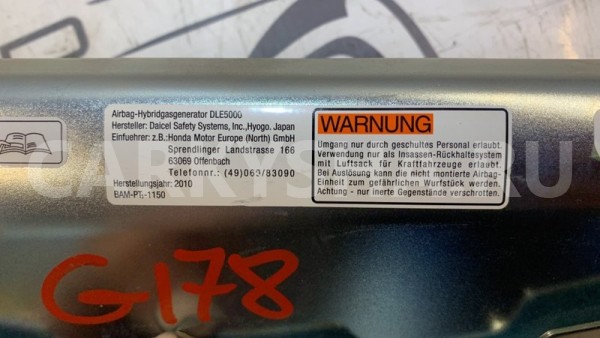 Airbag-Hybridgasgenerator DLE5000
Hersteller: Daicel Safety Systems, Inc.,Hyogo. Japan
Einfuehrer: z.B.:Honda Motor Europe (North) GmbH
Sprendlinger Landstrasse 166
63069 Offenbach
Telefonnr.: (49)069/83090
Herstellungsjahr: 2010
BAM-PT₁-1150
WARNUNG
Umgang nur durch geschultes Personal erlaubt.
Verwendung nur als Insassen-Rückhaltesystem
mit Luftsack für Kraftfahrzeuge erlaubt.
Bei Auslösung kann die nicht montierte Airbag-
Einheit zum gefährlichen Wurfstück werden.
Achtung - nur inerte Gegenstände verschrotten.
G178